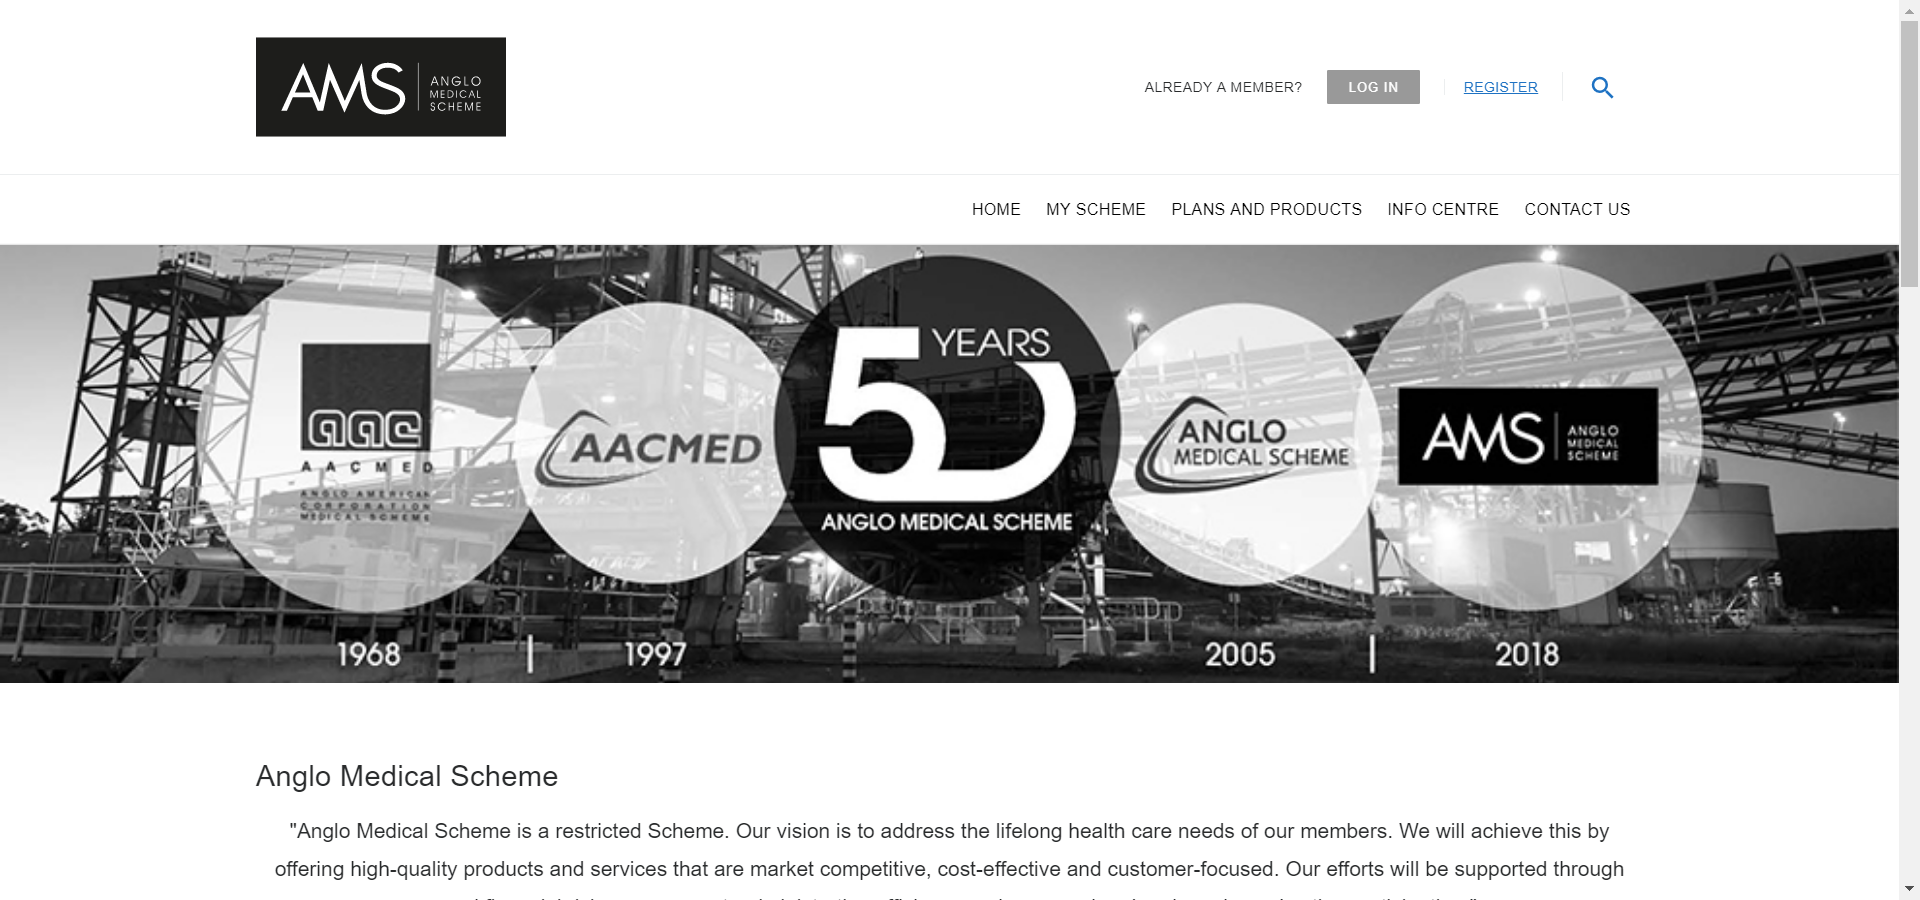 AMS ANGLO
MEDICAL
SCHEME
ALREADY A MEMBER? LOG IN REGISTER
HOME MY SCHEME PLANS AND PRODUCTS INFO CENTRE CONTACT US
aac
AACMED
ANGLO AMERICAN
CORPORATION
MEDICAL SCHEME
AACMED
50 YEARS
ANGLO MEDICAL SCHEME
ANGLO
MEDICAL SCHEME
AMS ANGLO
MEDICAL
SCHEME
1968 | 1997 2005 | 2018
Anglo Medical Scheme
"Anglo Medical Scheme is a restricted Scheme. Our vision is to address the lifelong health care needs of our members. We will achieve this by
offering high-quality products and services that are market competitive, cost-effective and customer-focused. Our efforts will be supported through